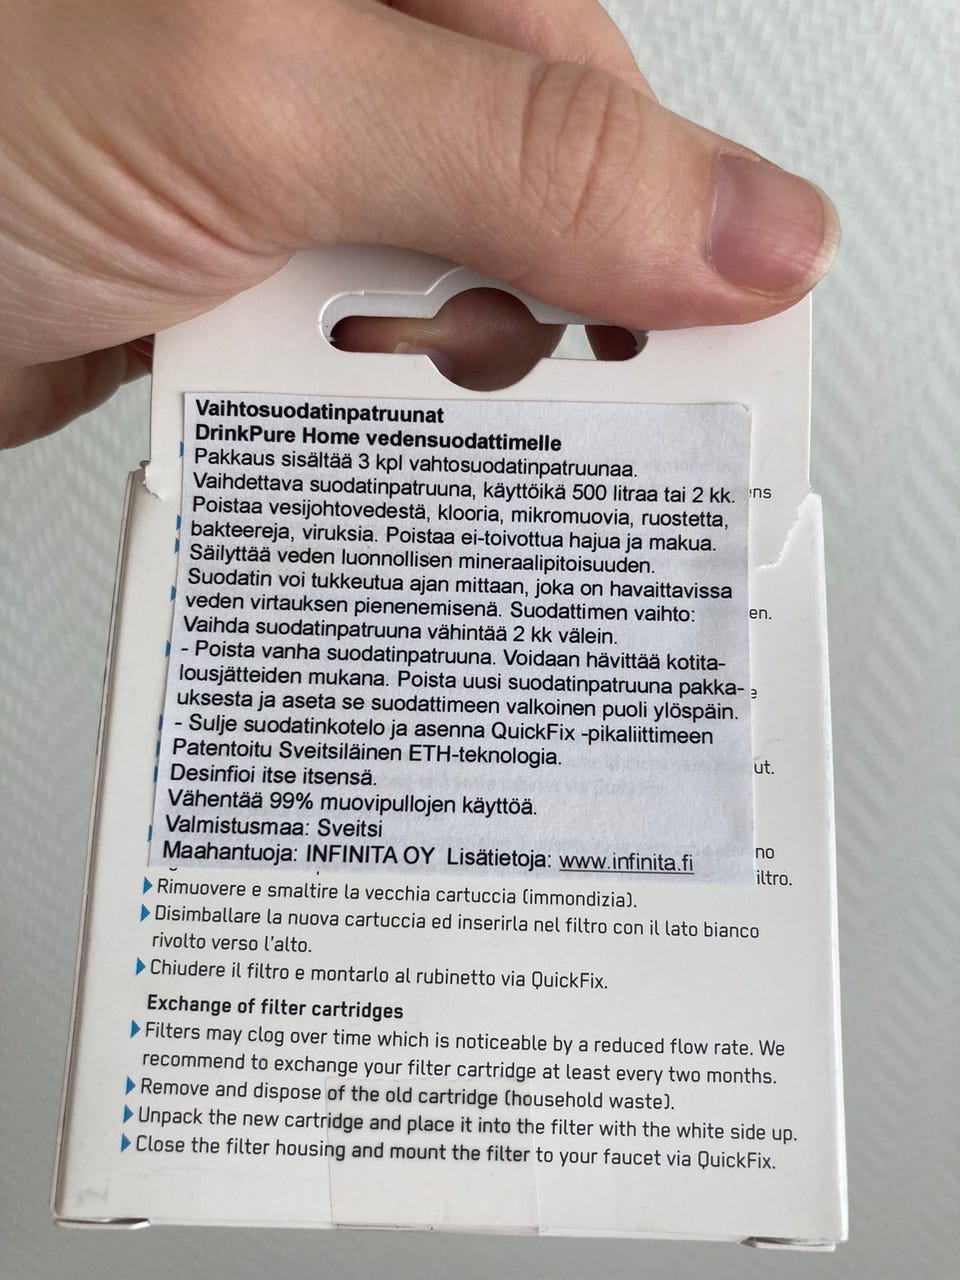 Vaihtosuodatinpatruunat
DrinkPure Home vedensuodattimelle
Pakkaus sisältää 3 kpl vahtosuodatinpatruunaa.
Vaihdettava suodatinpatruuna, käyttöikä 500 litraa tai 2 kk.
Poistaa vesijohtovedestä, klooria, mikromuovia, ruostetta,
bakteereja, viruksia. Poistaa ei-toivottua hajua ja makua.
Säilyttää veden luonnollisen mineraalipitoisuuden.
Suodatin voi tukkeutua ajan mittaan, joka on havaittavissa
veden virtauksen pienenemisenä. Suodattimen vaihto:
Vaihda suodatinpatruuna vähintää 2 kk välein.
- Poista vanha suodatinpatruuna. Voidaan hävittää kotita-
lousjätteiden mukana. Poista uusi suodatinpatruuna pakka-
uksesta ja aseta se suodattimeen valkoinen puoli ylöspäin.
- Sulje suodatinkotelo ja asenna QuickFix -pikaliittimeen
Patentoitu Sveitsiläinen ETH-teknologia.
Desinfioi itse itsensä.
Vähentää 99% muovipullojen käyttöä.
Valmistusmaa: Sveitsi
Maahantuoja: INFINITA OY Lisätietoja: www.infinita.fi
Rimuovere e smaltire la vecchia cartuccia (immondizia).
Disimballare la nuova cartuccia ed inserirla nel filtro con il lato bianco
rivolto verso l'alto.
Chiudere il filtro e montarlo al rubinetto via QuickFix.
Exchange of filter cartridges
Filters may clog over time which is noticeable by a reduced flow rate. We
recommend to exchange your filter cartridge at least every two months.
Remove and dispose of the old cartridge (household waste).
Unpack the new cartridge and place it into the filter with the white side up.
Close the filter housing and mount the filter to your faucet via QuickFix.